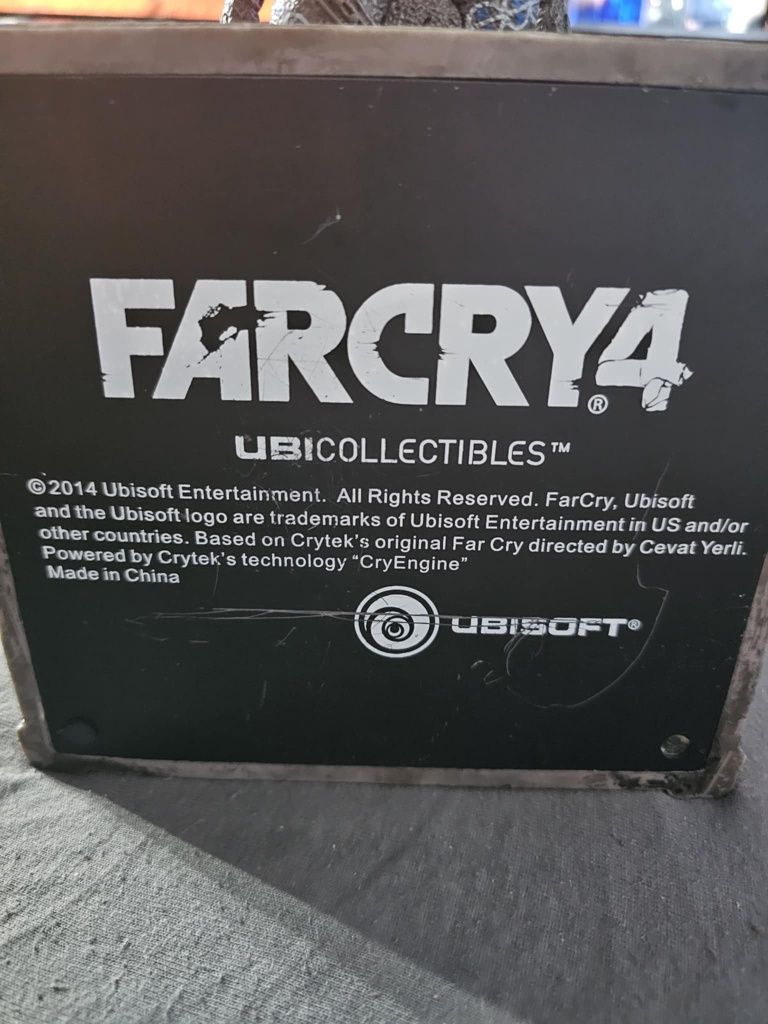 FARCRY4®
UBICOLLECTIBLES™
©2014 Ubisoft Entertainment. All Rights Reserved. FarCry, Ubisoft
and the Ubisoft logo are trademarks of Ubisoft Entertainment in US and/or
other countries. Based on Crytek's original Far Cry directed by Cevat Yerli.
Powered by Crytek's technology "CryEngine"
Made in China
UBISOFT®